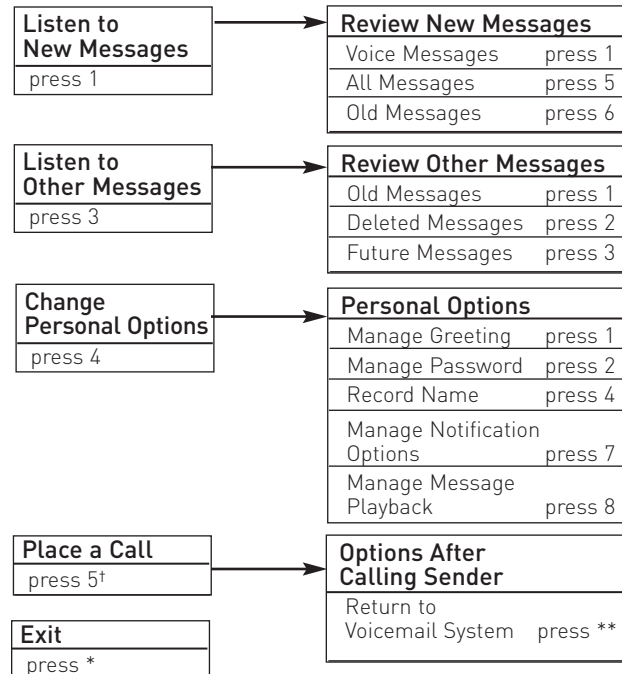 Listen to
New Messages
press 1
Review New Messages
Voice Messages press 1
All Messages press 5
Old Messages press 6
Listen to
Other Messages
press 3
Review Other Messages
Old Messages press 1
Deleted Messages press 2
Future Messages press 3
Change
Personal Options
press 4
Personal Options
Manage Greeting press 1
Manage Password press 2
Record Name press 4
Manage Notification
Options press 7
Manage Message
Playback press 8
Place a Call
press 5†
Options After
Calling Sender
Return to
Voicemail System press **
Exit
press *